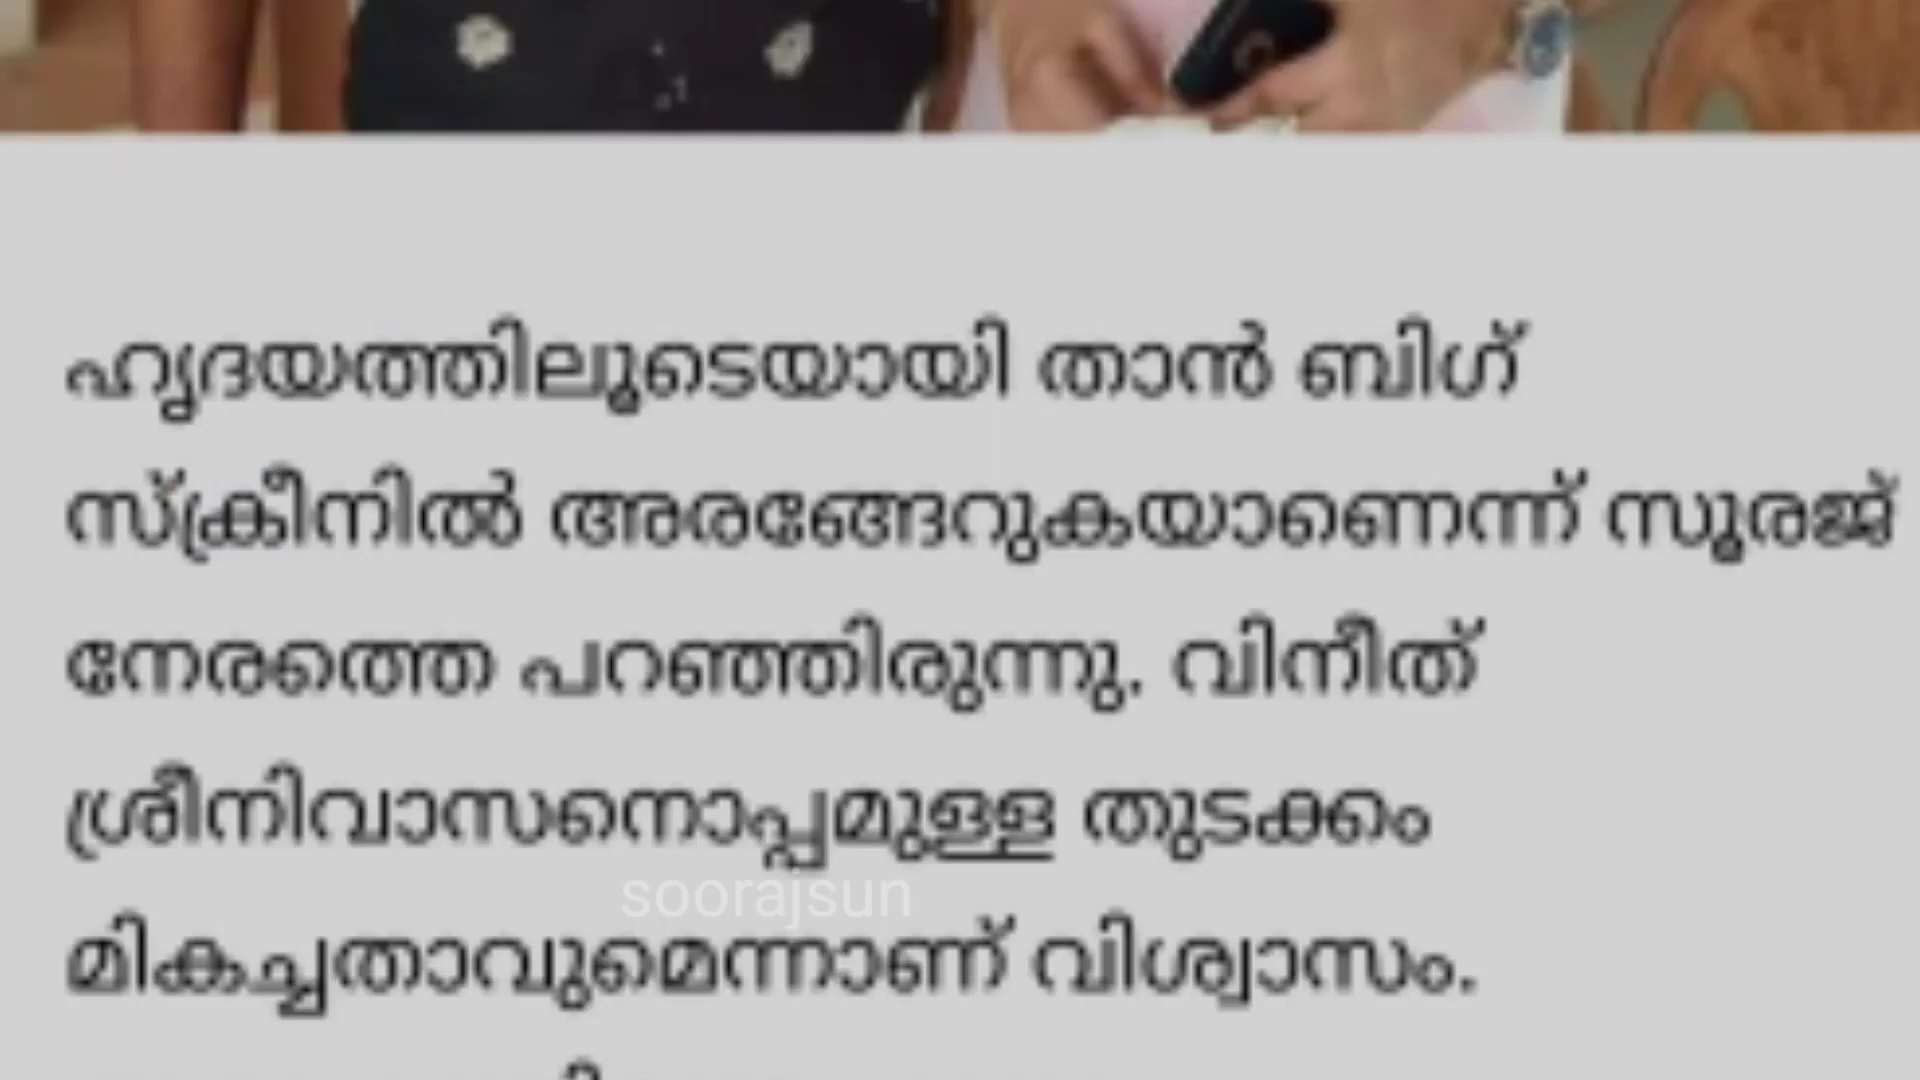 ഹൃദയത്തിലൂടെയായി താൻ ബിഗ്
സ്ക്രീനിൽ അരങ്ങേറുകയാണെന്ന് സൂരജ്
നേരത്തെ പറഞ്ഞിരുന്നു. വിനീത്
ശ്രീനിവാസനൊപ്പമുള്ള തുടക്കം
soorajsun
മികച്ചതാവുമെന്നാണ് വിശ്വാസം.